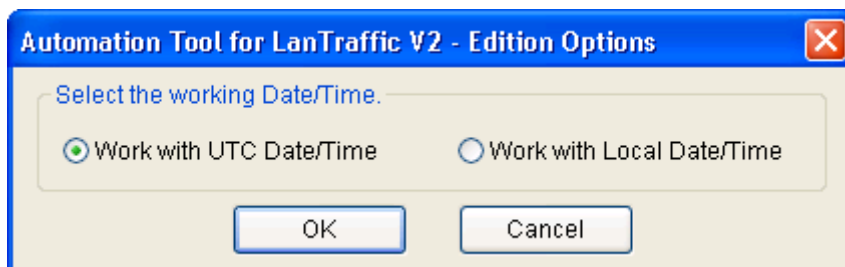 Automation Tool for LanTraffic V2 - Edition Options
Select the working Date/Time.
Work with UTC Date/Time Work with Local Date/Time
OK Cancel